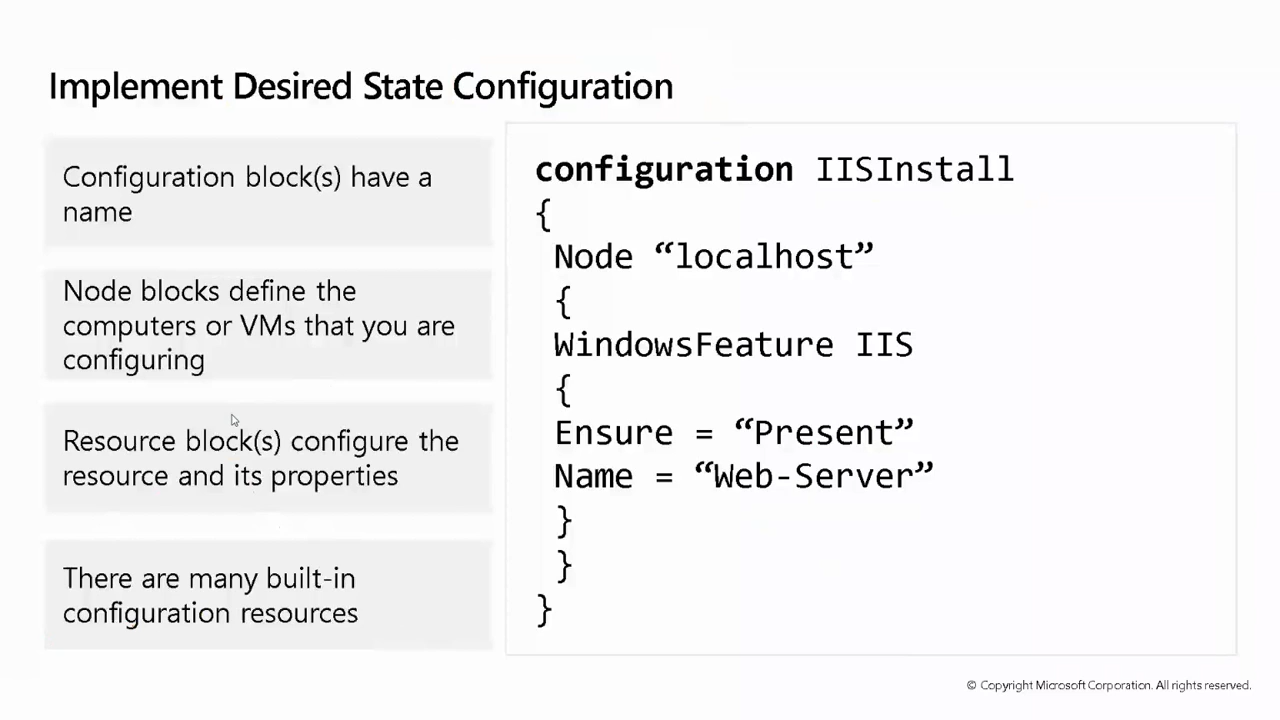 Implement Desired State Configuration
Configuration block(s) have a
name
Node blocks define the
computers or VMs that you are
configuring
Resource block(s) configure the
resource and its properties
There are many built-in
configuration resources
configuration IISInstall
{
Node “localhost”
{
WindowsFeature IIS
{
Ensure = “Present”
Name = “Web-Server”
}
}
}
© Copyright Microsoft Corporation. All rights reserved.